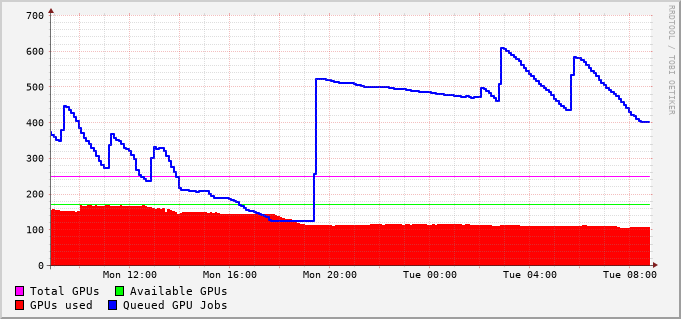 RRDTOOL / TOBI OETIKER
700
600
500
400
300
200
100
0
Mon 12:00 Mon 16:00 Mon 20:00 Tue 00:00 Tue 04:00 Tue 08:00
Total GPUs Available GPUs
GPUs used Queued GPU Jobs